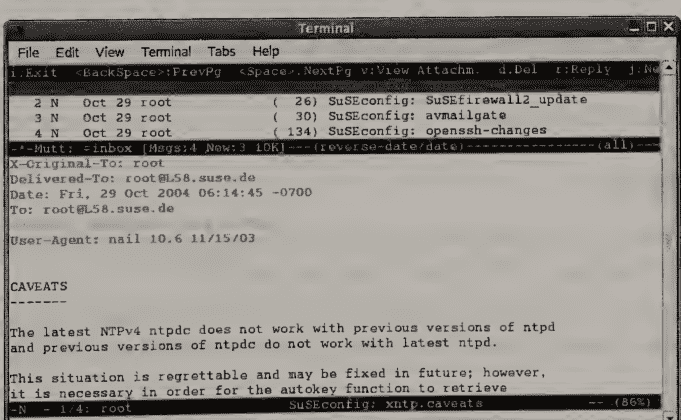 Terminal
File Edit View Terminal Tabs Help
i:Exit <BackSpace>:PrevPg <Space>.NextPg v:View Attachm. d.Del r:Reply j:Ne
2 N Oct 29 root ( 26) SuSEconfig: SuSEfirewall2_update
3 N Oct 29 root ( 30) SuSEconfig: avmailgate
4 N Oct 29 root ( 134) SuSEconfig: openssh-changes
-*-Mutt: =inbox [Msgs:4 New:3 10K]---(reverse-date/date)--------------------(all)---
X-Original-To: root
Delivered-To: root@L58.suse.de
Date: Fri, 29 Oct 2004 06:14:45 -0700
To: root@L58.suse.de
User-Agent: nail 10.6 11/15/03
CAVEATS
-------
The latest NTPv4 ntpdc does not work with previous versions of ntpd
and previous versions of ntpdc do not work with latest ntpd.
This situation is regrettable and may be fixed in future; however,
it is necessary in order for the autokey function to retrieve
-N - 1/4: root SuSEconfig: xntp.caveats -- .(86%)